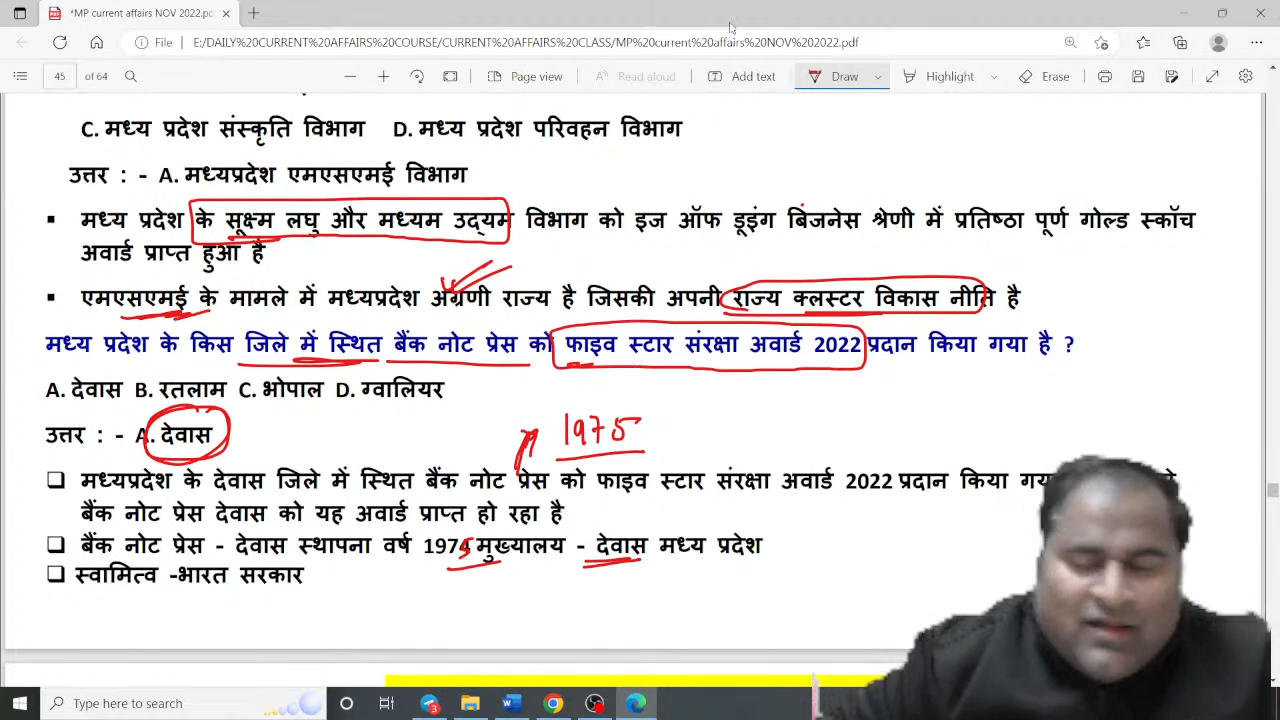 *MP current affairs NOV 2022.pd
File E:/DAILY%20CURRENT%20AFFAIRS%20COURSE/CURRENT%20AFFAIRS%20CLASS/MP%20current%20affairs%20NOV%202022.pdf
45 of 64 Page view Read aloud Add text Draw Highlight Erase
C. मध्य प्रदेश संस्कृति विभाग D. मध्य प्रदेश परिवहन विभाग
उत्तर : - A. मध्यप्रदेश एमएसएमई विभाग
▪ मध्य प्रदेश के सूक्ष्म लघु और मध्यम उद्यम विभाग को इज ऑफ डूइंग बिजनेस श्रेणी में प्रतिष्ठा पूर्ण गोल्ड स्कॉच
अवार्ड प्राप्त हुआ है
▪ एमएसएमई के मामले में मध्यप्रदेश अग्रणी राज्य है जिसकी अपनी राज्य क्लस्टर विकास नीति है
मध्य प्रदेश के किस जिले में स्थित बैंक नोट प्रेस को फाइव स्टार संरक्षा अवार्ड 2022 प्रदान किया गया है ?
A. देवास B. रतलाम C. भोपाल D. ग्वालियर
1975
उत्तर : - A. देवास
❑ मध्यप्रदेश के देवास जिले में स्थित बैंक नोट प्रेस को फाइव स्टार संरक्षा अवार्ड 2022 प्रदान किया
बैंक नोट प्रेस देवास को यह अवार्ड प्राप्त हो रहा है
❑ बैंक नोट प्रेस - देवास स्थापना वर्ष 1974 मुख्यालय - देवास मध्य प्रदेश
❑ स्वामित्व -भारत सरकार
Type here to search